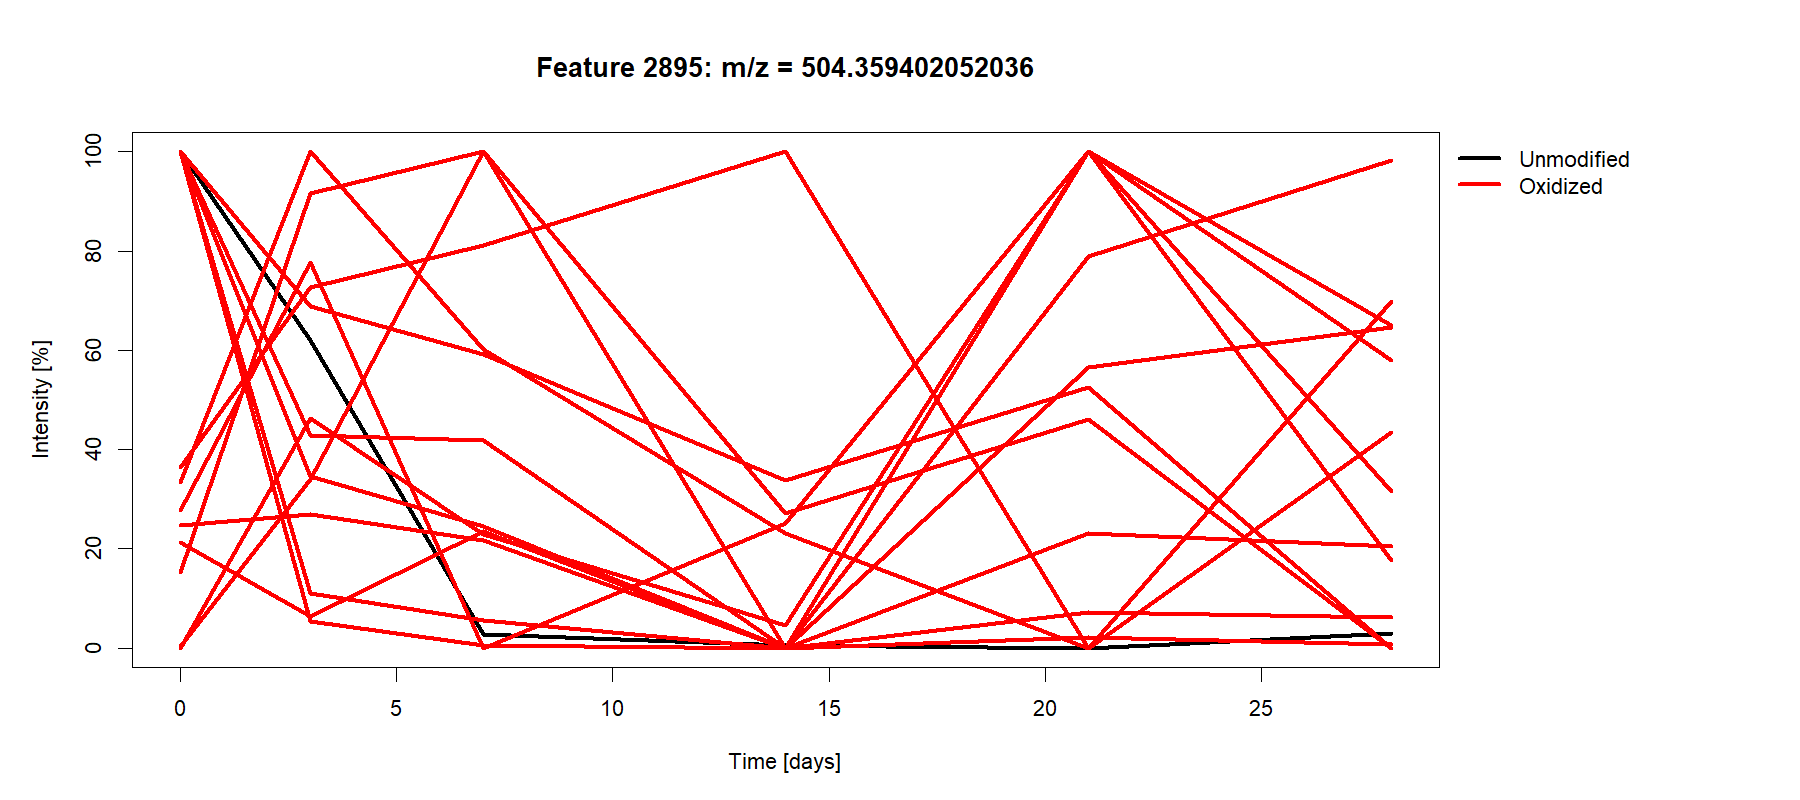 Feature 2895: m/z = 504.359402052036
Unmodified
Oxidized
Intensity [%]
100
80
60
40
20
0
0 5 10 15 20 25
Time [days]